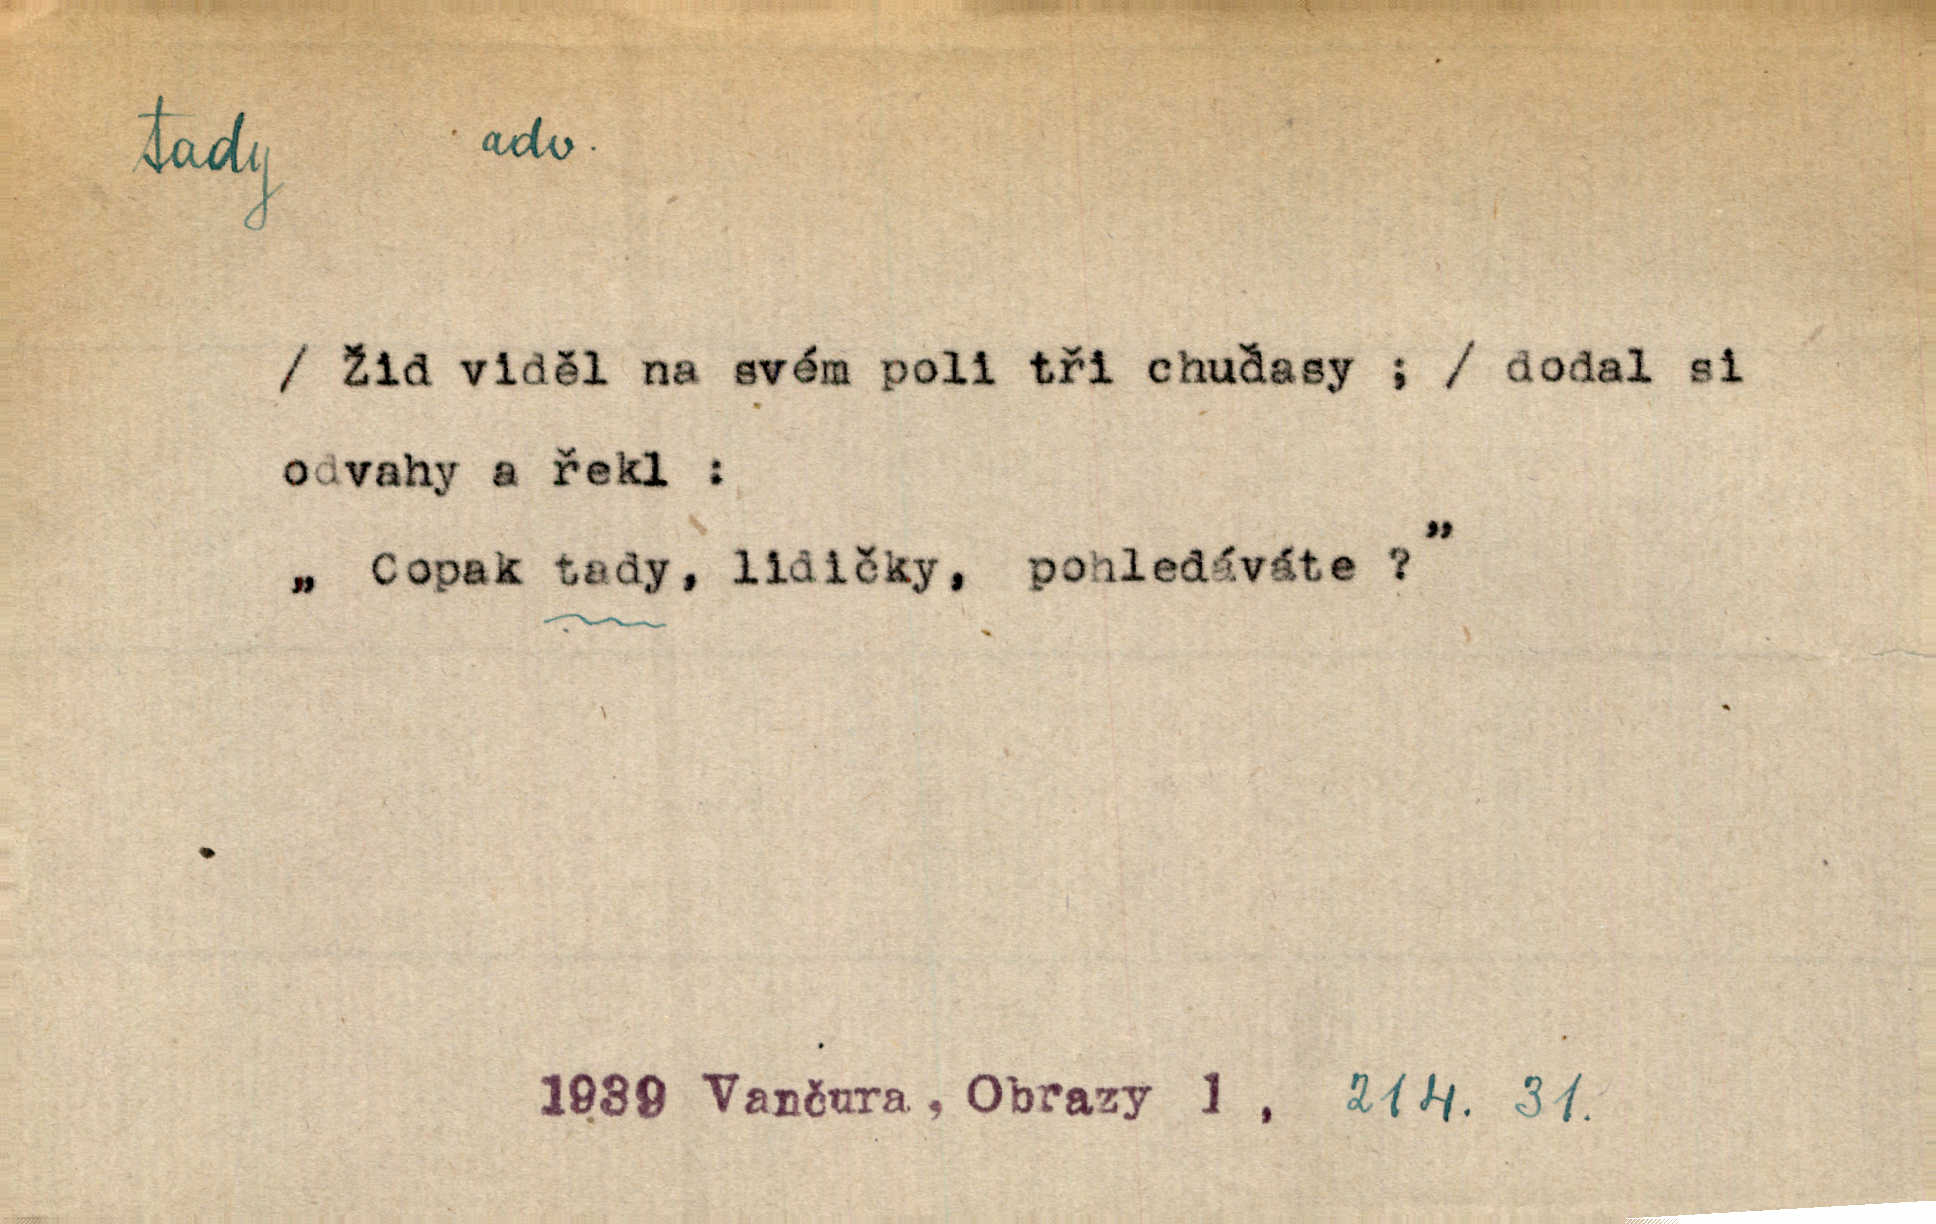 tady adv.
/ Žid viděl na svém poli tři chuďasy ; / dodal si
odvahy a řekl :
„ Copak tady, lidičky, pohledáváte ?”
1939 Vančura, Obrazy 1 , 214. 31.